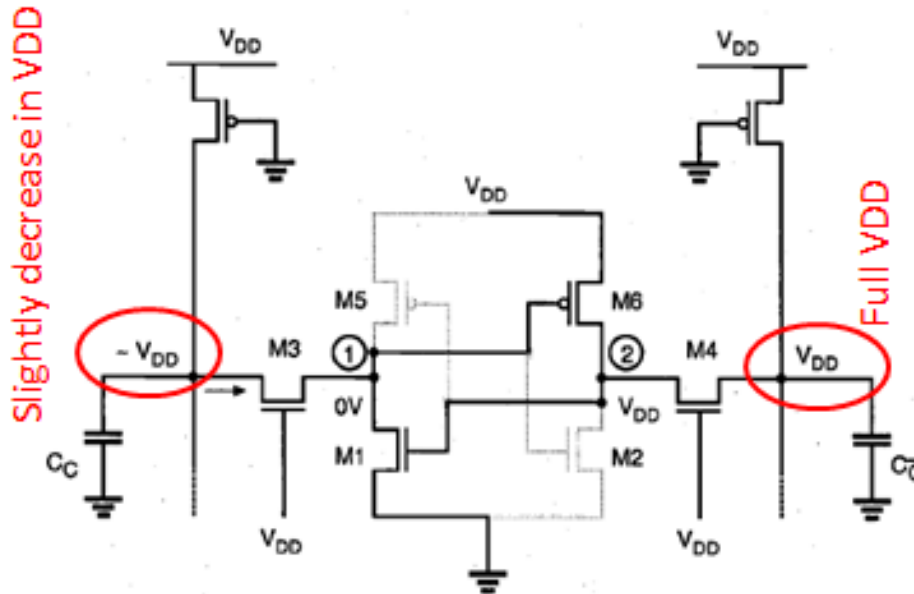 Slightly decrease in VDD
VDD
VDD
VDD
M5
M6
Full VDD
~ VDD
M3
1
2
M4
VDD
0V
VDD
M1
M2
CC
VDD
VDD